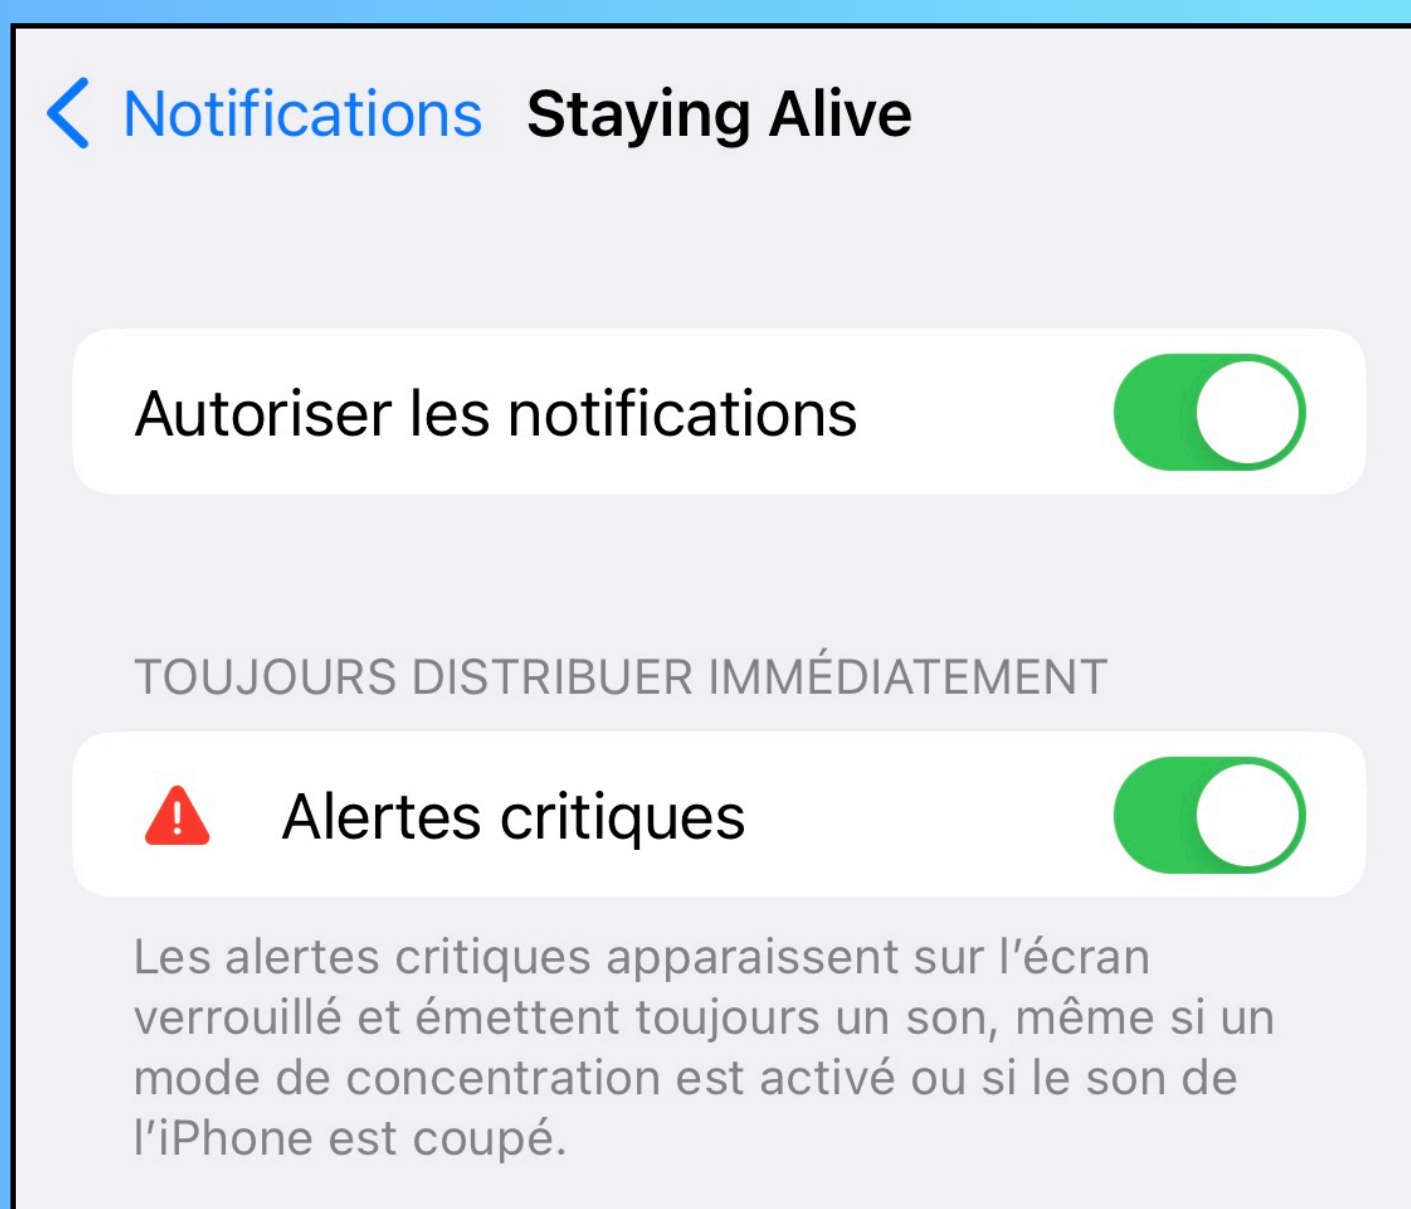 Notifications Staying Alive
Autoriser les notifications
TOUJOURS DISTRIBUER IMMÉDIATEMENT
Alertes critiques
Les alertes critiques apparaissent sur l’écran
verrouillé et émettent toujours un son, même si un
mode de concentration est activé ou si le son de
l’iPhone est coupé.